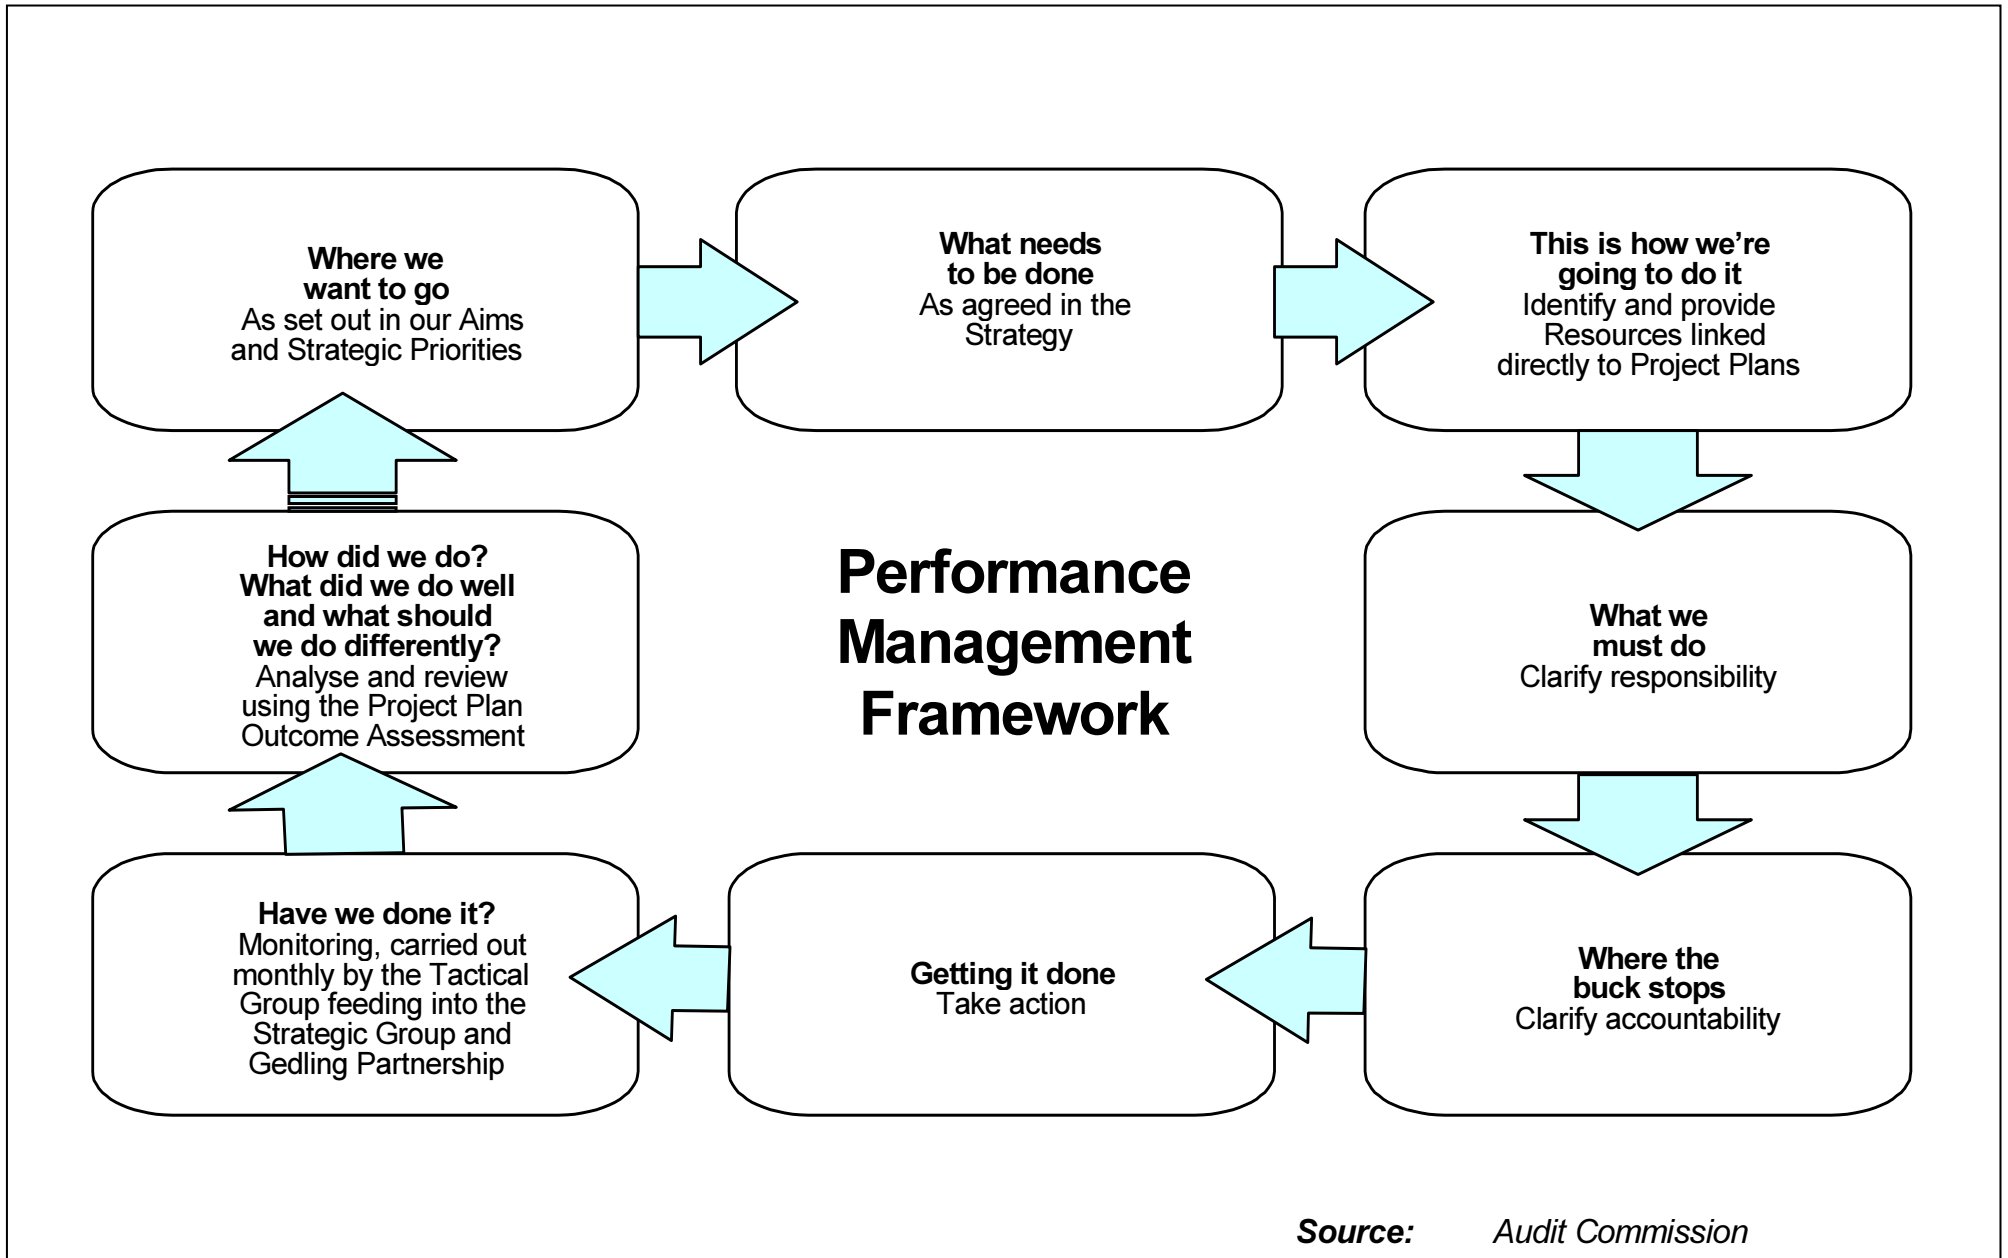 Where we
want to go
As set out in our Aims
and Strategic Priorities
What needs
to be done
As agreed in the
Strategy
This is how we’re
going to do it
Identify and provide
Resources linked
directly to Project Plans
What we
must do
Clarify responsibility
Where the
buck stops
Clarify accountability
Getting it done
Take action
Have we done it?
Monitoring, carried out
monthly by the Tactical
Group feeding into the
Strategic Group and
Gedling Partnership
How did we do?
What did we do well
and what should
we do differently?
Analyse and review
using the Project Plan
Outcome Assessment
Performance
Management
Framework
Source: Audit Commission